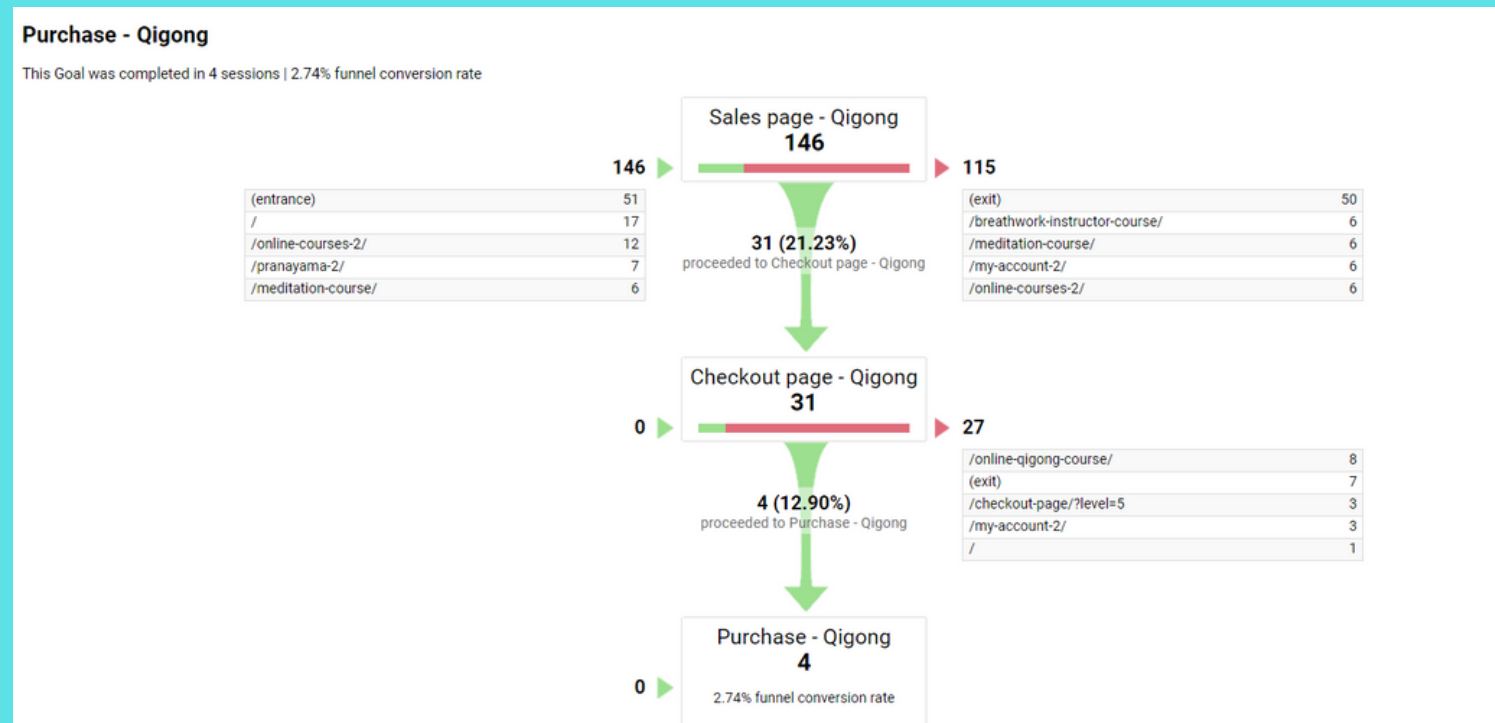 Purchase - Qigong
This Goal was completed in 4 sessions | 2.74% funnel conversion rate
Sales page - Qigong
146
146
115
(entrance) 51
/ 17
/online-courses-2/ 12
/pranayama-2/ 7
/meditation-course/ 6
(exit) 50
/breathwork-instructor-course/ 6
/meditation-course/ 6
/my-account-2/ 6
/online-courses-2/ 6
31 (21.23%)
proceeded to Checkout page - Qigong
Checkout page - Qigong
31
0
27
/online-qigong-course/ 8
(exit) 7
/checkout-page/?level=5 3
/my-account-2/ 3
/ 1
4 (12.90%)
proceeded to Purchase - Qigong
Purchase - Qigong
4
0
2.74% funnel conversion rate